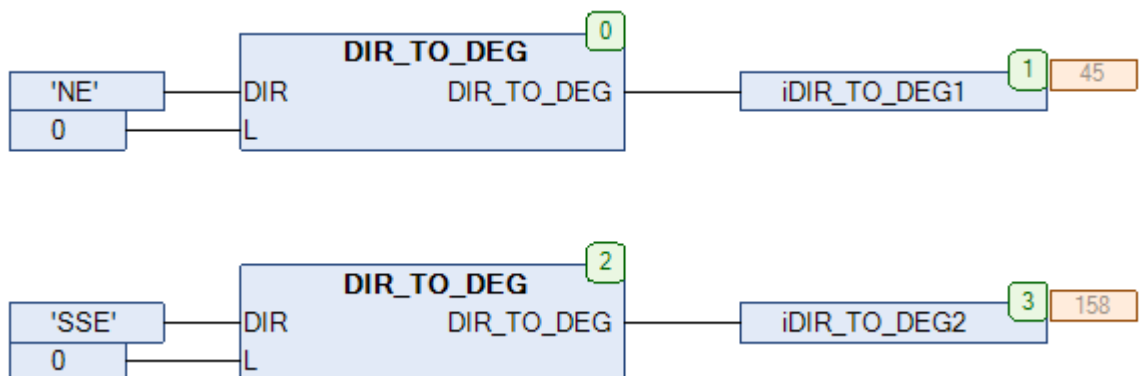 0
DIR_TO_DEG
'NE' DIR DIR_TO_DEG iDIR_TO_DEG1 1 45
0 L
2
DIR_TO_DEG
'SSE' DIR DIR_TO_DEG iDIR_TO_DEG2 3 158
0 L